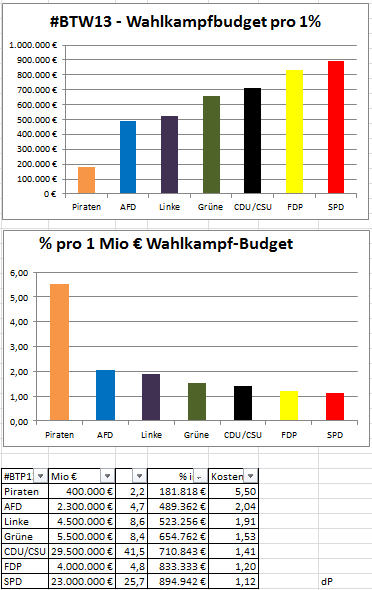 #BTW13 - Wahlkampfbudget pro 1%
1.000.000 €
900.000 €
800.000 €
700.000 €
600.000 €
500.000 €
400.000 €
300.000 €
200.000 €
100.000 €
0 €
Piraten AFD Linke Grüne CDU/CSU FDP SPD
% pro 1 Mio € Wahlkampf-Budget
6,00
5,00
4,00
3,00
2,00
1,00
0,00
Piraten AFD Linke Grüne CDU/CSU FDP SPD
#BTP1 Mio € % i Kosten
Piraten 400.000 € 2,2 181.818 € 5,50
AFD 2.300.000 € 4,7 489.362 € 2,04
Linke 4.500.000 € 8,6 523.256 € 1,91
Grüne 5.500.000 € 8,4 654.762 € 1,53
CDU/CSU 29.500.000 € 41,5 710.843 € 1,41
FDP 4.000.000 € 4,8 833.333 € 1,20
SPD 23.000.000 € 25,7 894.942 € 1,12 dP